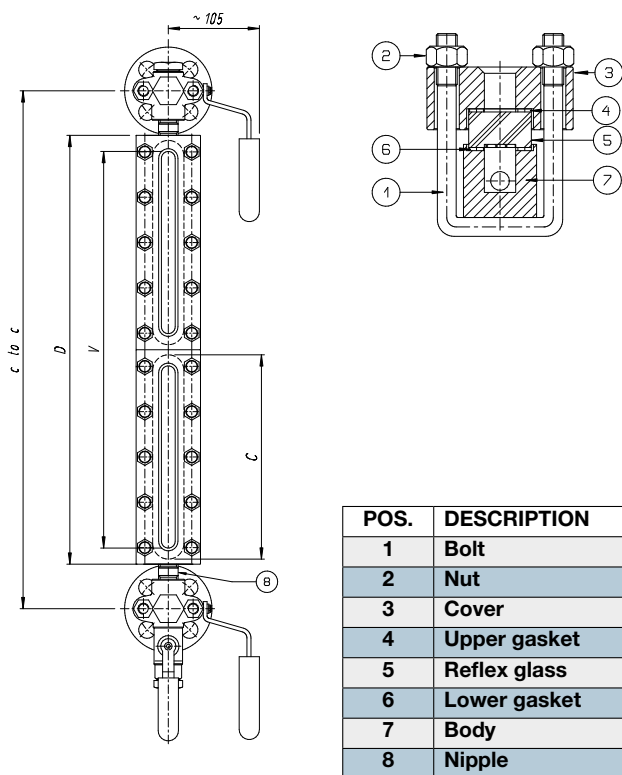 ~ 105
c to c
D
V
C
8
2
3
4
5
6
7
1
POS. DESCRIPTION
1 Bolt
2 Nut
3 Cover
4 Upper gasket
5 Reflex glass
6 Lower gasket
7 Body
8 Nipple